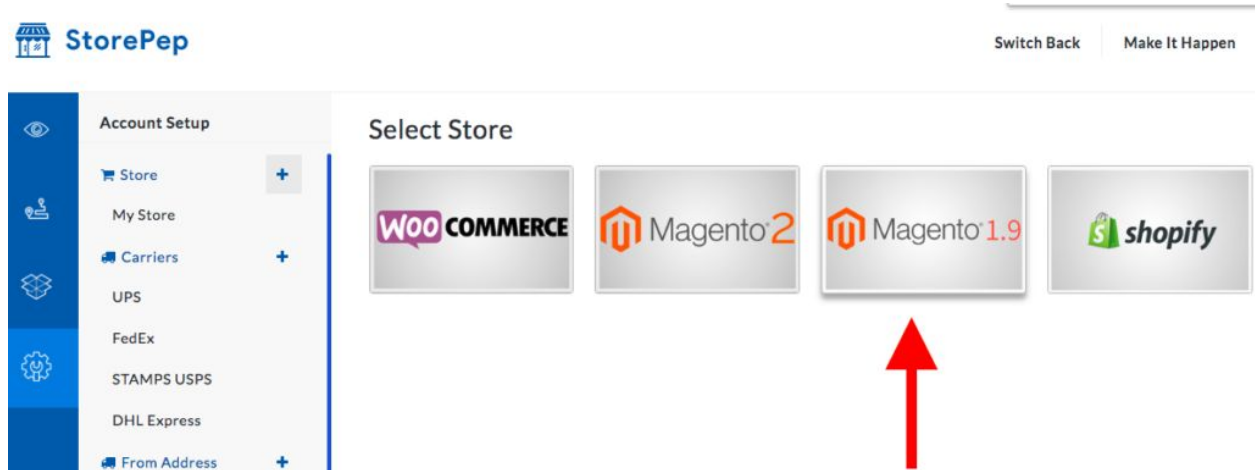 StorePep
Switch Back
Make It Happen
Account Setup
Store +
My Store
Carriers +
UPS
FedEx
STAMPS USPS
DHL Express
From Address +
Select Store
WOO COMMERCE
Magento 2
Magento 1.9
shopify